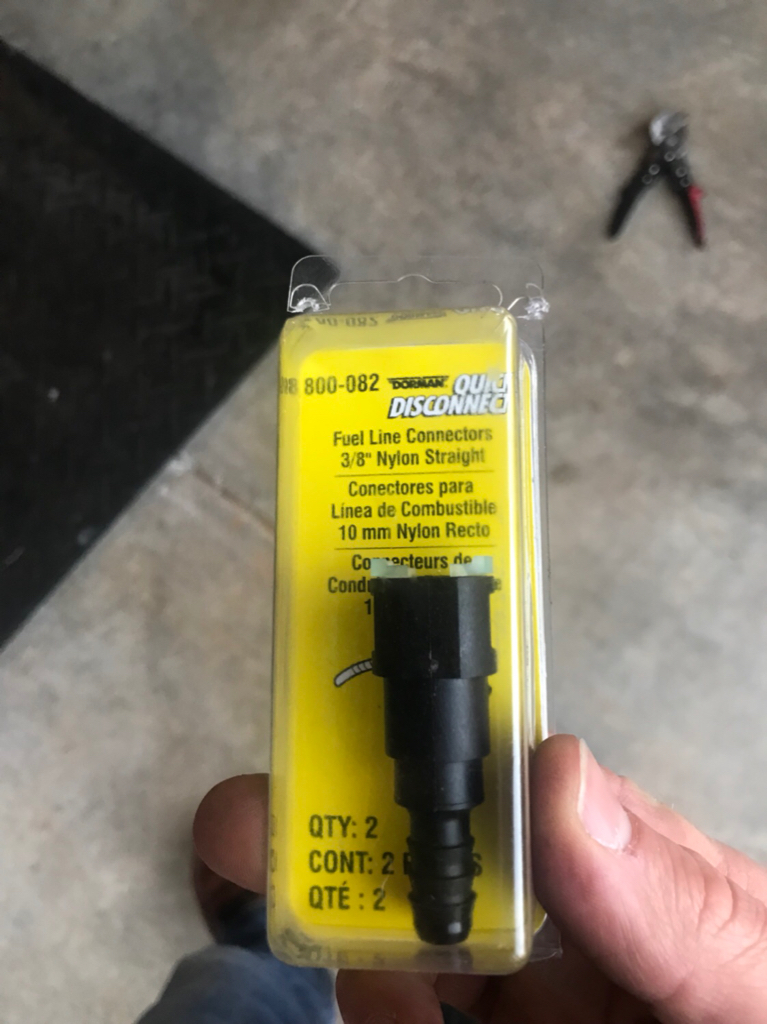 800-082 DORMAN QUI
DISCONNEC
Fuel Line Connectors
3/8" Nylon Straight
Conectores para
Línea de Combustible
10 mm Nylon Recto
de
QTY: 2
CONT: 2
QTÉ : 2